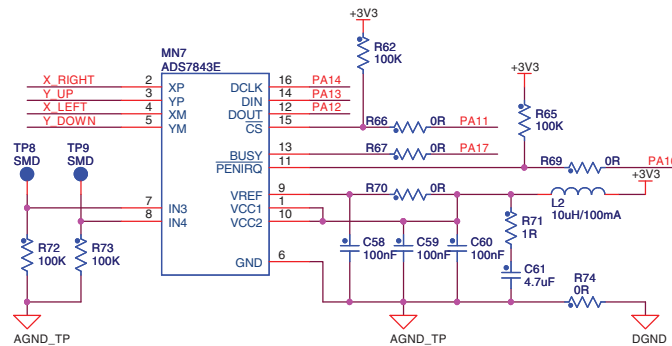 +3V3
MN7
ADS7843E
R62
100K
+3V3
X_RIGHT 2 XP DCLK 16 PA14
Y_UP 3 YP DIN 14 PA13
X_LEFT 4 XM DOUT 12 PA12
Y_DOWN 5 YM CS 15 R66 0R PA11
R65
100K
TP8
SMD
TP9
SMD
BUSY 13 R67 0R PA17
PENIRQ 11 R69 0R
+3V3
7 IN3 VREF 9 R70 0R
8 IN4 VCC1 1
VCC2 10
L2
10uH/100mA
R71
1R
R72
100K
R73
100K
C58
100nF
C59
100nF
C60
100nF
GND 6
C61
4.7uF
R74
0R
AGND_TP
AGND_TP
DGND